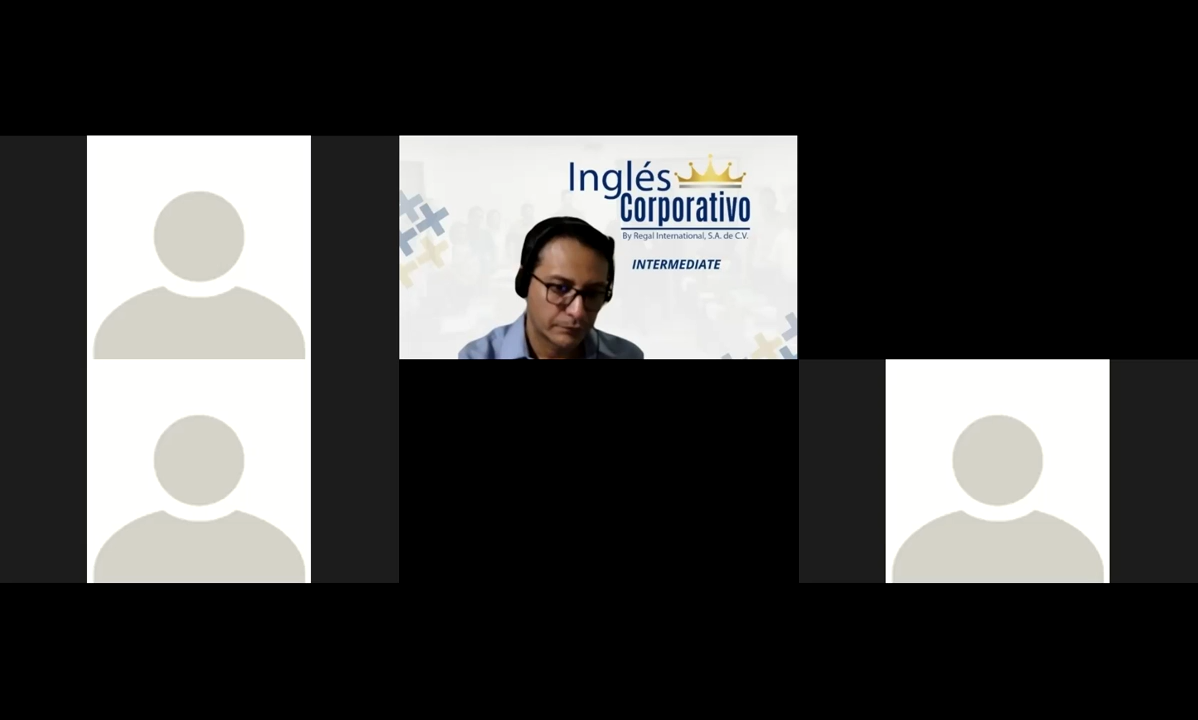 Inglés
Corporativo
By Regal International, S.A. de C.V.
INTERMEDIATE